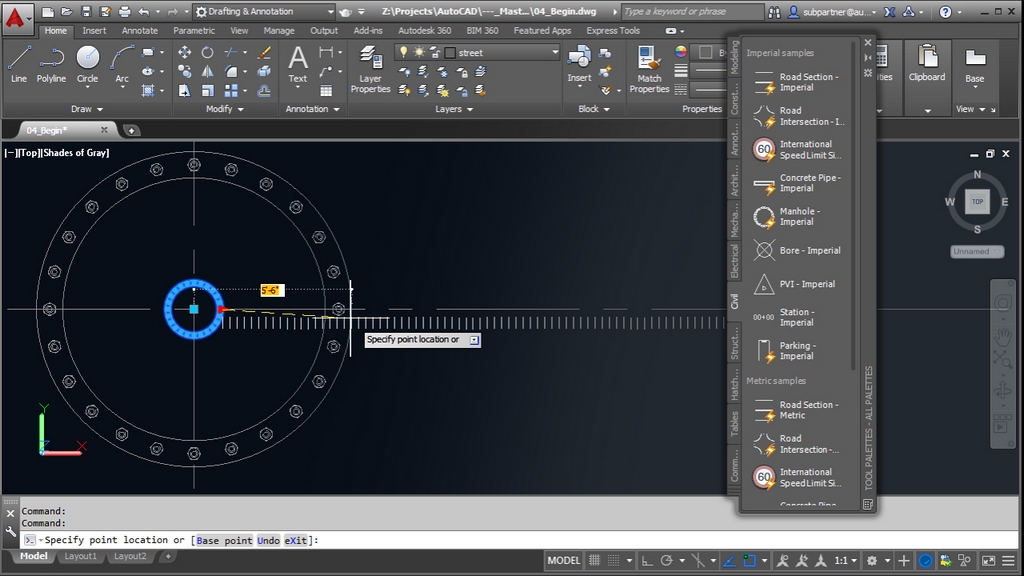 Drafting & Annotation
Z:\Projects\AutoCAD\---_Mast...\04_Begin.dwg
Type a keyword or phrase
subpartner@au...
Home Insert Annotate Parametric View Manage Output Add-ins Autodesk 360 BIM 360 Featured Apps Express Tools
Line
Polyline
Circle
Arc
Text
Layer
Properties
street
Insert
Match
Properties
Clipboard
Base
Draw
Modify
Annotation
Layers
Block
Properties
View
04_Begin*
[−][Top][Shades of Gray]
5'-6"
Specify point location or
Y
X
N
W
TOP
E
S
Unnamed
Modeling
Const...
Annot...
Archit...
Mecha...
Electrical
Civil
Struct...
Hatch...
Tables
Comm...
Imperial samples
Road Section -
Imperial
Road
Intersection - I...
60
International
Speed Limit Si...
Concrete Pipe -
Imperial
Manhole -
Imperial
Bore - Imperial
PVI - Imperial
00+00
Station -
Imperial
Parking -
Imperial
Metric samples
Road Section -
Metric
Road
Intersection -...
60
International
Speed Limit Si...
Concrete Pipe
TOOL PALETTES - ALL PALETTES
Command:
Command:
Specify point location or [Base point Undo eXit]:
Model Layout1 Layout2 +
MODEL
1:1